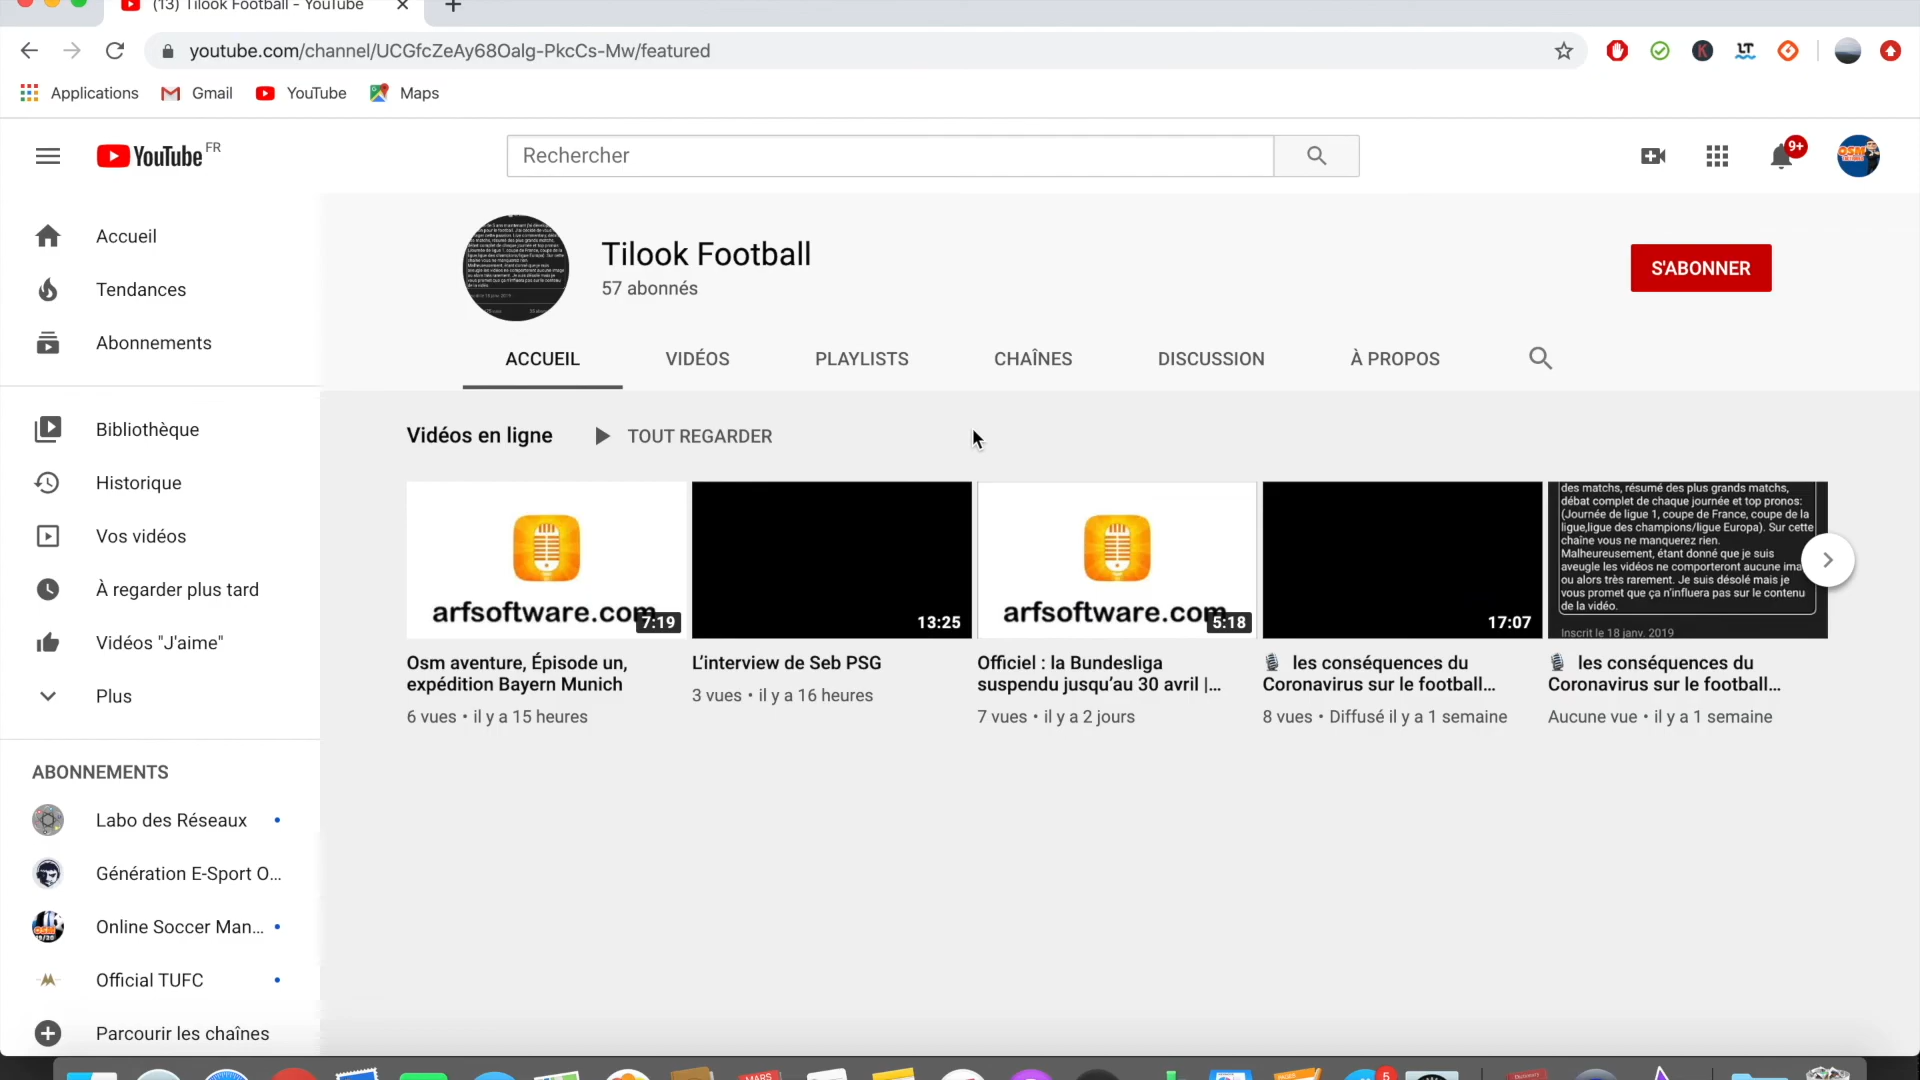 (13) Tilook Football - YouTube
youtube.com/channel/UCGfcZeAy68Oalg-PkcCs-Mw/featured
Applications Gmail YouTube Maps
YouTube FR
Rechercher
9+
Accueil
Tendances
Abonnements
Bibliothèque
Historique
Vos vidéos
À regarder plus tard
Vidéos "J'aime"
Plus
ABONNEMENTS
Labo des Réseaux
Génération E-Sport O...
Online Soccer Man...
Official TUFC
Parcourir les chaînes
Tilook Football
57 abonnés
S'ABONNER
ACCUEIL VIDÉOS PLAYLISTS CHAÎNES DISCUSSION À PROPOS
Vidéos en ligne TOUT REGARDER
arfsoftware.com
7:19
Osm aventure, Épisode un,
expédition Bayern Munich
6 vues • il y a 15 heures
13:25
L'interview de Seb PSG
3 vues • il y a 16 heures
arfsoftware.com
5:18
Officiel : la Bundesliga
suspendu jusqu'au 30 avril |...
7 vues • il y a 2 jours
17:07
les conséquences du
Coronavirus sur le football...
8 vues • Diffusé il y a 1 semaine
des matchs, résumé des plus grands matchs,
débat complet de chaque journée et top pronos:
(Journée de ligue 1, coupe de France, coupe de la
ligue,ligue des champions/ligue Europa). Sur cette
chaîne vous ne manquerez rien.
Malheureusement, étant donné que je suis
aveugle les vidéos ne comporteront aucune ima
ou alors très rarement. Je suis désolé mais je
vous promet que ça n'influera pas sur le contenu
de la vidéo.
Inscrit le 18 janv. 2019
les conséquences du
Coronavirus sur le football...
Aucune vue • il y a 1 semaine
MARS
PAGES
5
Dictionary